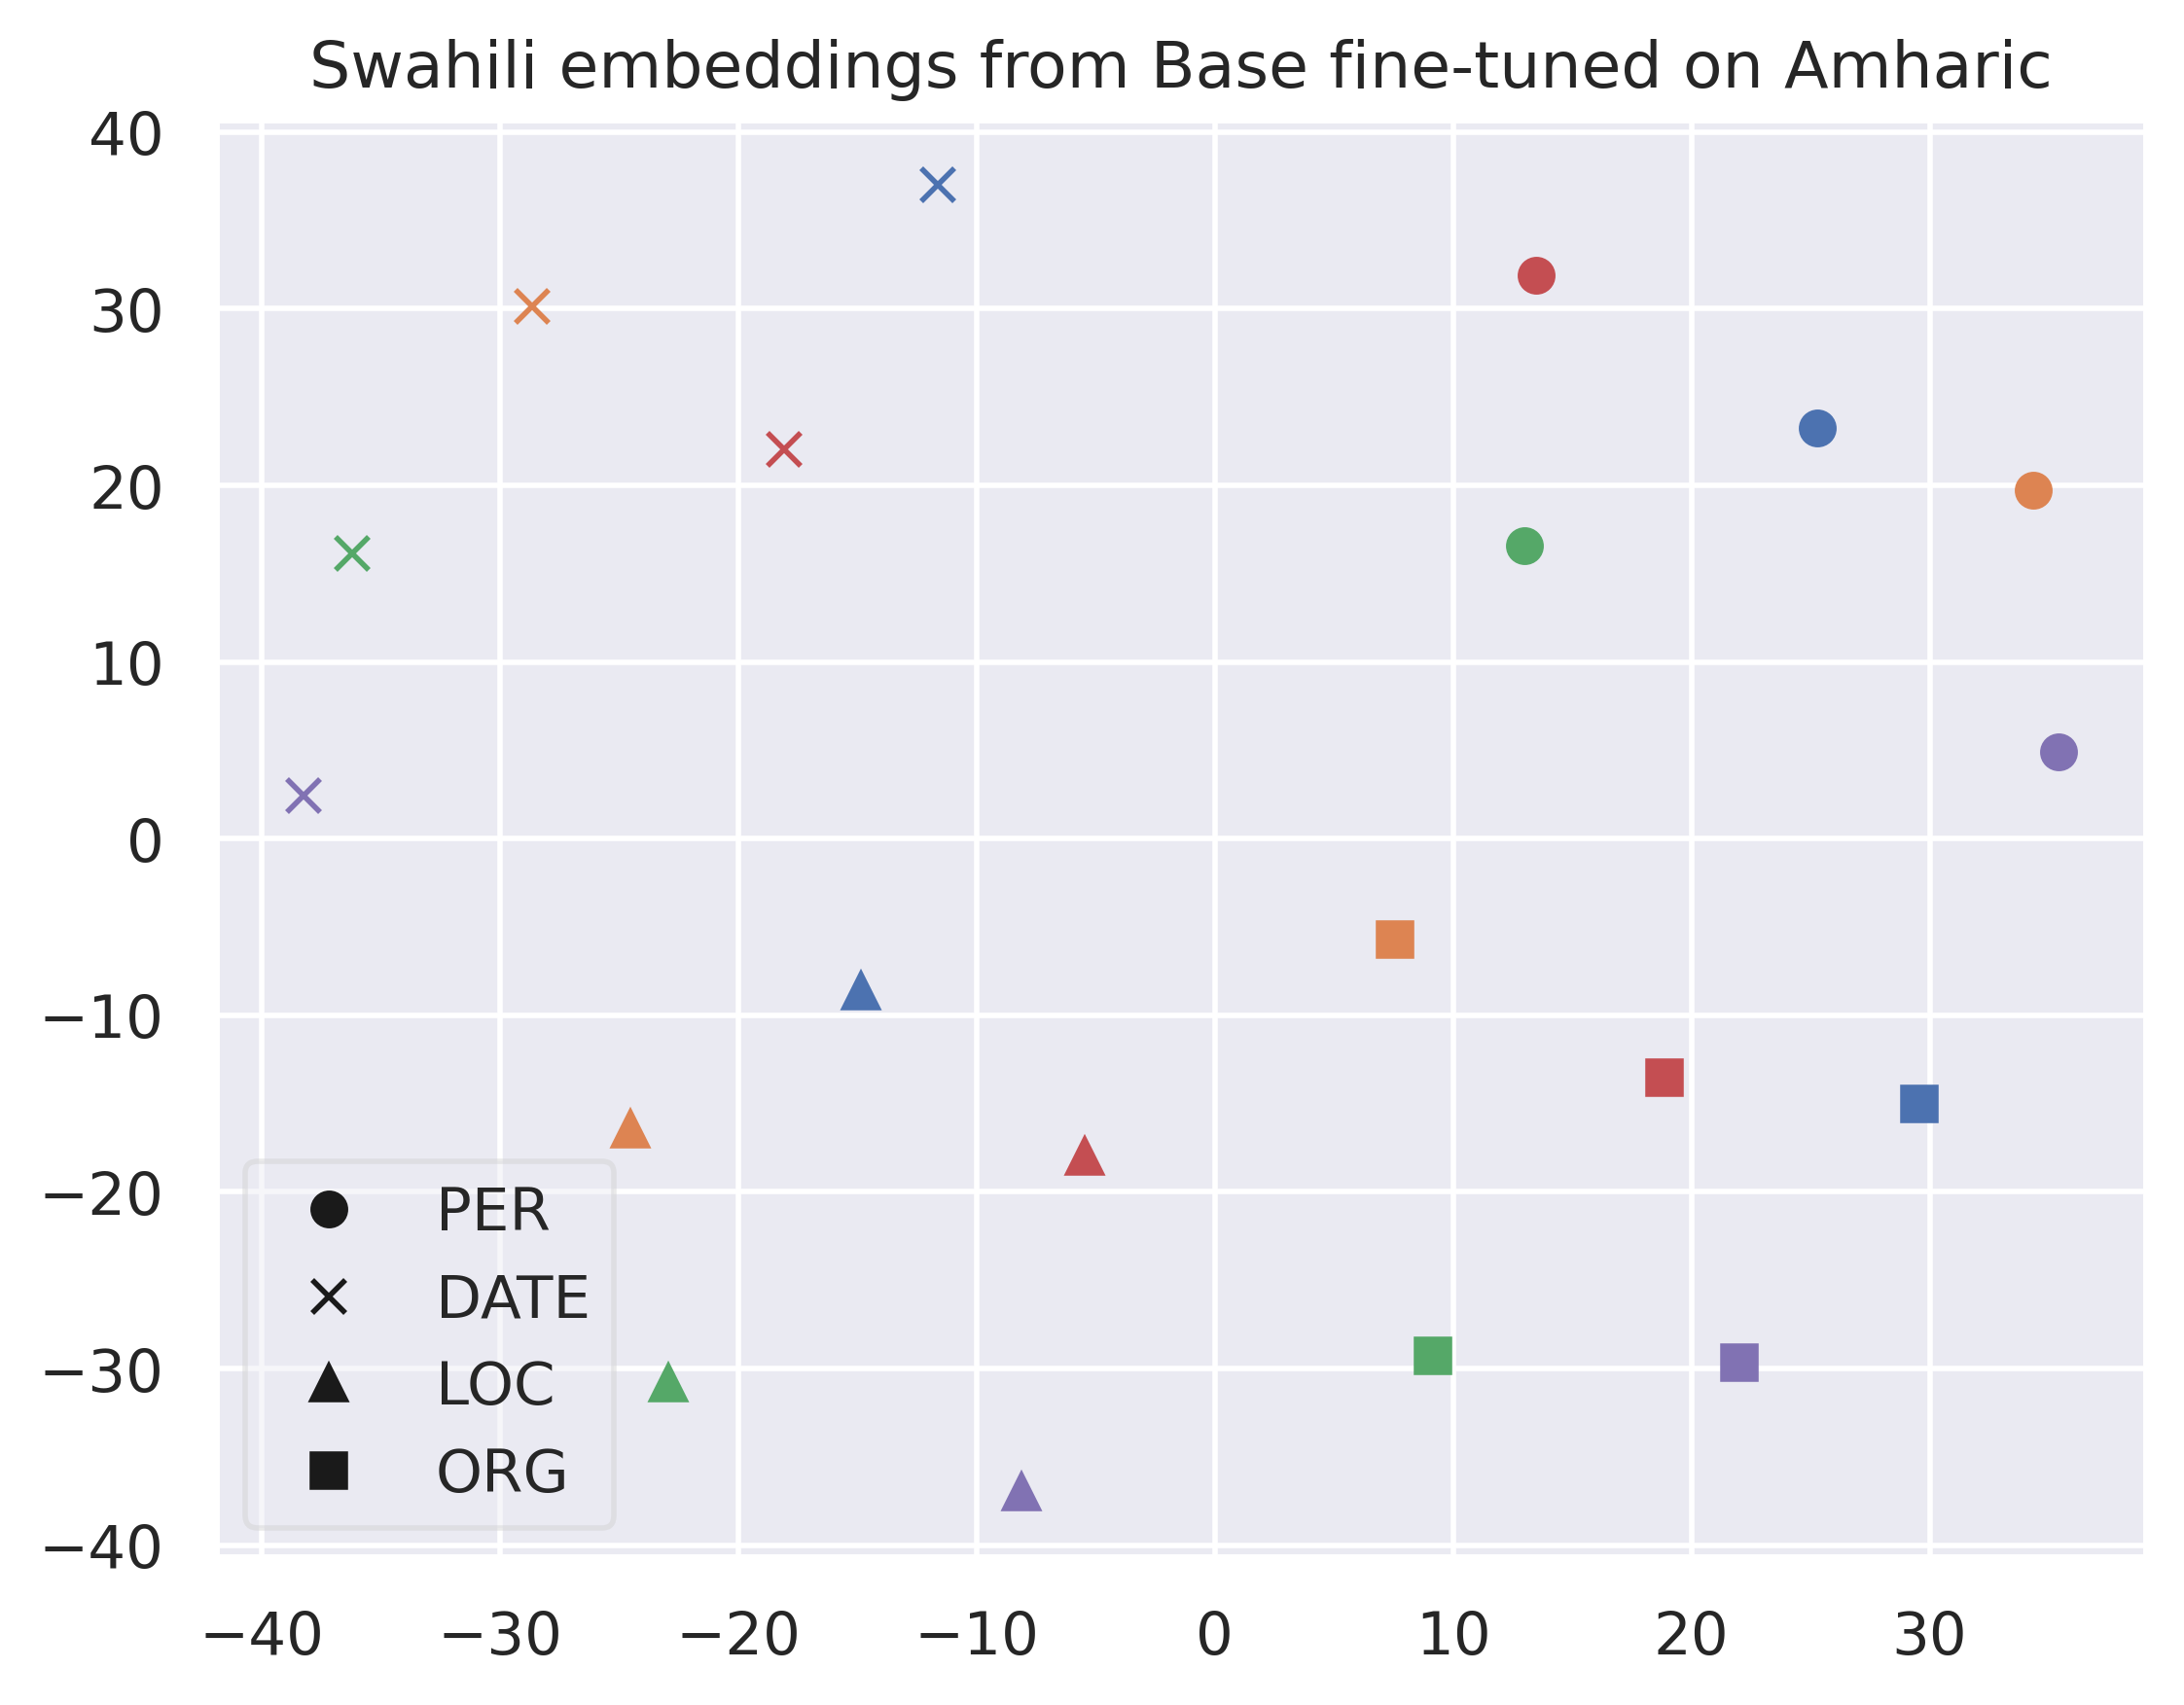 Swahili embeddings from Base fine-tuned on Amharic
40
30
20
10
0
−10
−20
−30
−40
PER
DATE
LOC
ORG
−40 −30 −20 −10 0 10 20 30